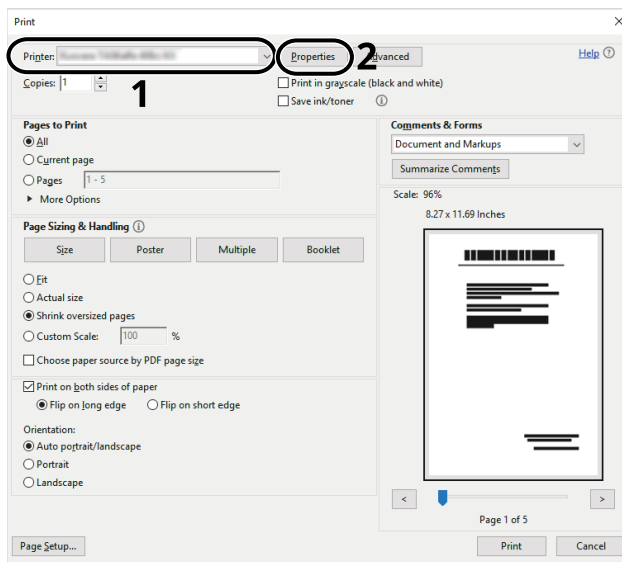 Print
Printer: Properties 2 Advanced Help
Copies: 1 1 Print in grayscale (black and white)
Save ink/toner
Pages to Print
All
Current page
Pages 1 - 5
More Options
Page Sizing & Handling
Size Poster Multiple Booklet
Fit
Actual size
Shrink oversized pages
Custom Scale: 100 %
Choose paper source by PDF page size
Print on both sides of paper
Flip on long edge Flip on short edge
Orientation:
Auto portrait/landscape
Portrait
Landscape
Comments & Forms
Document and Markups
Summarize Comments
Scale: 96%
8.27 x 11.69 Inches
< >
Page 1 of 5
Page Setup... Print Cancel